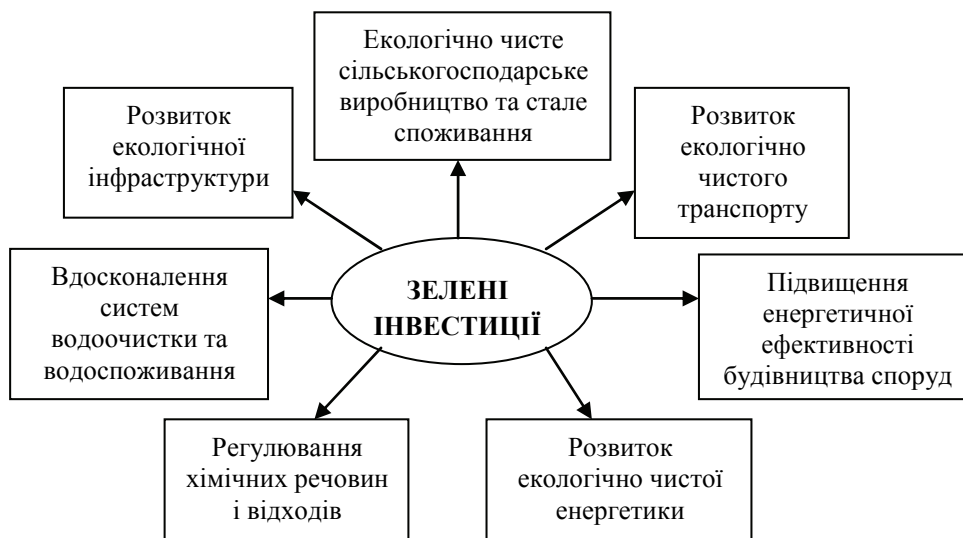 Екологічно чисте
сільськогосподарське
виробництво та стале
споживання
Розвиток
екологічної
інфраструктури
Розвиток
екологічно
чистого
транспорту
Вдосконалення
систем
водоочистки та
водоспоживання
ЗЕЛЕНІ
ІНВЕСТИЦІЇ
Підвищення
енергетичної
ефективності
будівництва споруд
Регулювання
хімічних речовин
і відходів
Розвиток
екологічно чистої
енергетики